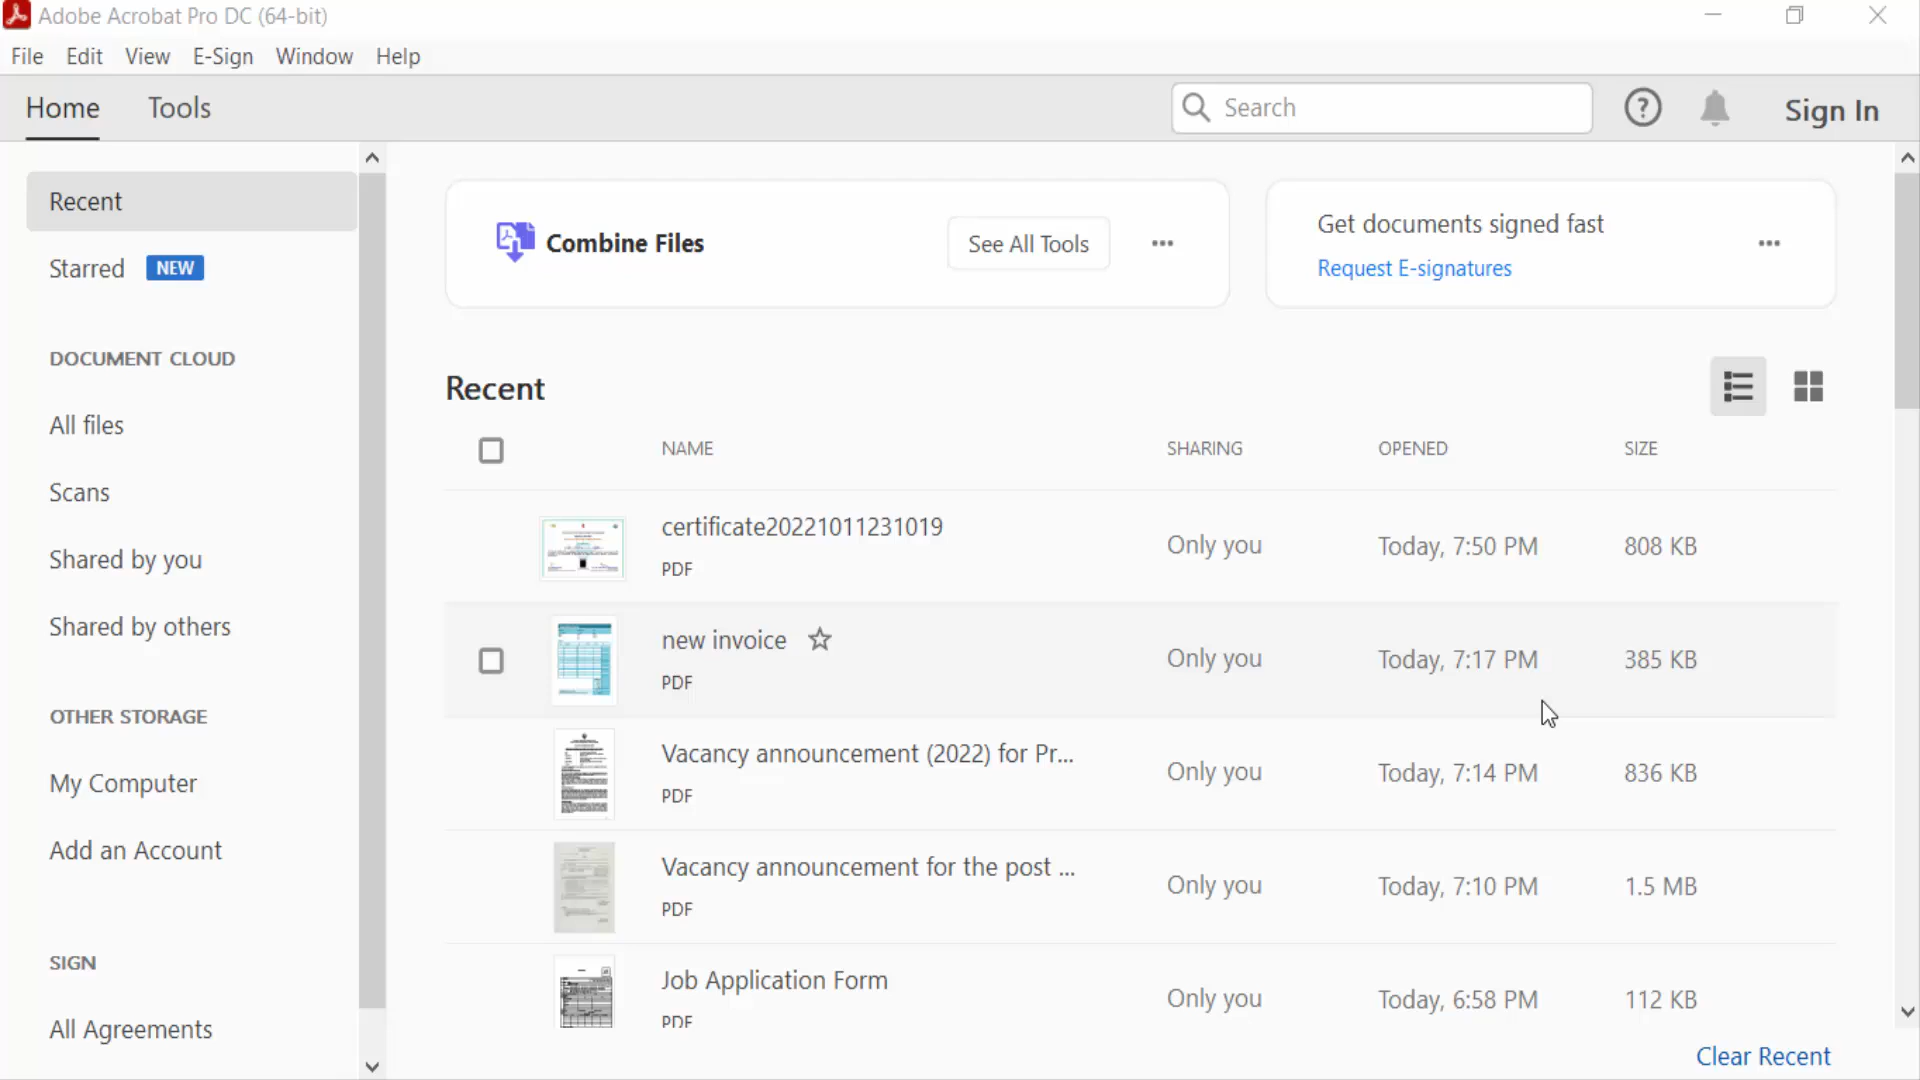 Adobe Acrobat Pro DC (64-bit)
File Edit View E-Sign Window Help
Home Tools Search Sign In
Recent
Starred NEW
DOCUMENT CLOUD
All files
Scans
Shared by you
Shared by others
OTHER STORAGE
My Computer
Add an Account
SIGN
All Agreements
Combine Files See All Tools
Get documents signed fast
Request E-signatures
Recent
NAME SHARING OPENED SIZE
certificate20221011231019
PDF
Only you Today, 7:50 PM 808 KB
new invoice
PDF
Only you Today, 7:17 PM 385 KB
Vacancy announcement (2022) for Pr...
PDF
Only you Today, 7:14 PM 836 KB
Vacancy announcement for the post ...
PDF
Only you Today, 7:10 PM 1.5 MB
Job Application Form
PDF
Only you Today, 6:58 PM 112 KB
Clear Recent